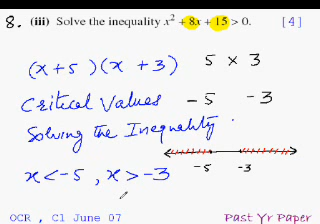 8. (iii) Solve the inequality x² + 8x + 15 > 0. [4]
(x + 5)(x + 3) 5 × 3
Critical Values - 5 - 3
Solving The Inequality.
-5 -3
x < -5 , x > -3
OCR , C1 June 07 Past Yr Paper